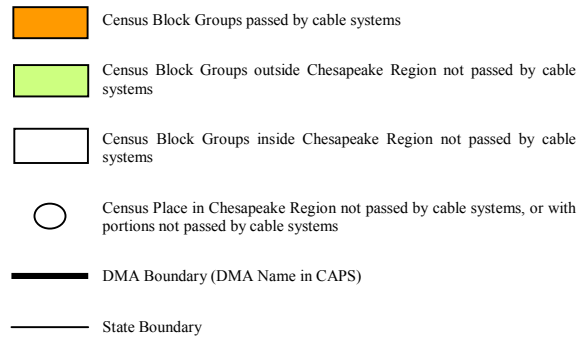 Census Block Groups passed by cable systems
Census Block Groups outside Chesapeake Region not passed by cable
systems
Census Block Groups inside Chesapeake Region not passed by cable
systems
Census Place in Chesapeake Region not passed by cable systems, or with
portions not passed by cable systems
DMA Boundary (DMA Name in CAPS)
State Boundary